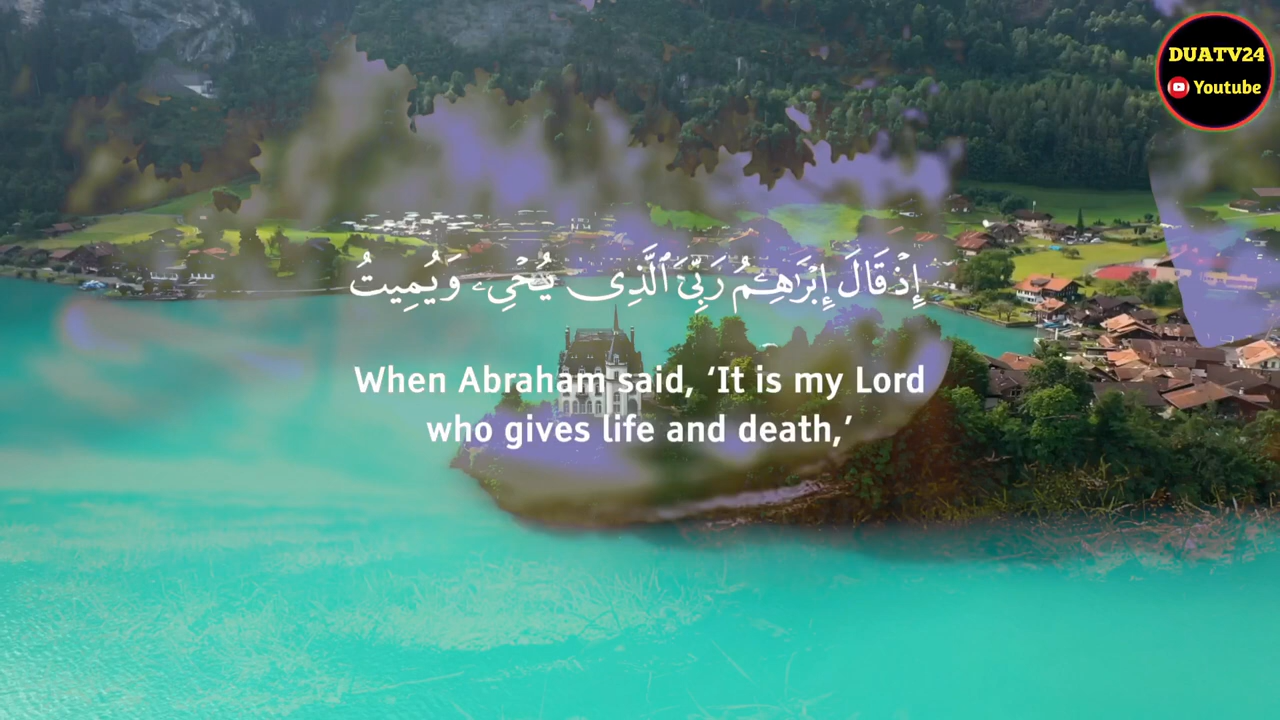 DUATV24
Youtube
إِذْ قَالَ إِبْرَٰهِـۧمُ رَبِّىَ ٱلَّذِى يُحْىِۦ وَيُمِيتُ
When Abraham said, ‘It is my Lord
who gives life and death,’